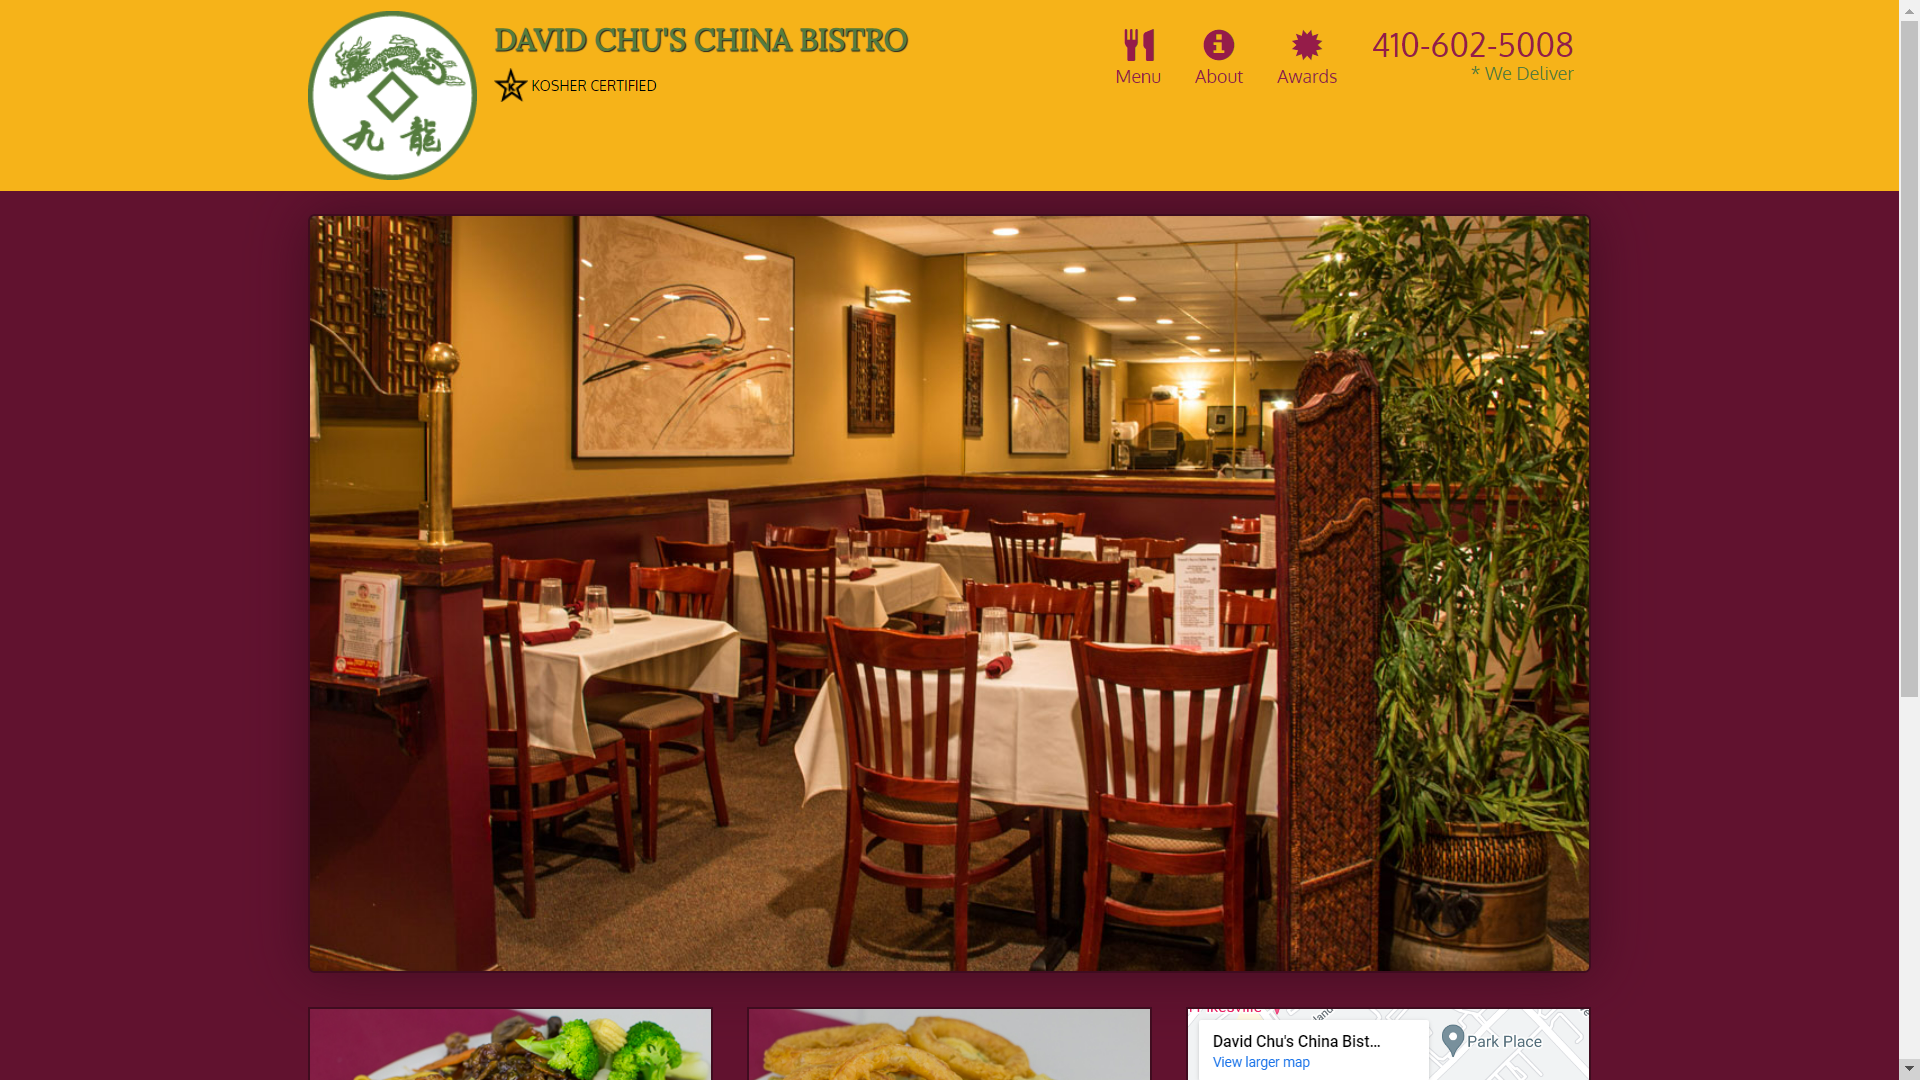 DAVID CHU'S CHINA BISTRO
K KOSHER CERTIFIED
九龍
Menu
About
Awards
410-602-5008
* We Deliver
David Chu's China Bist...
View larger map
Park Place